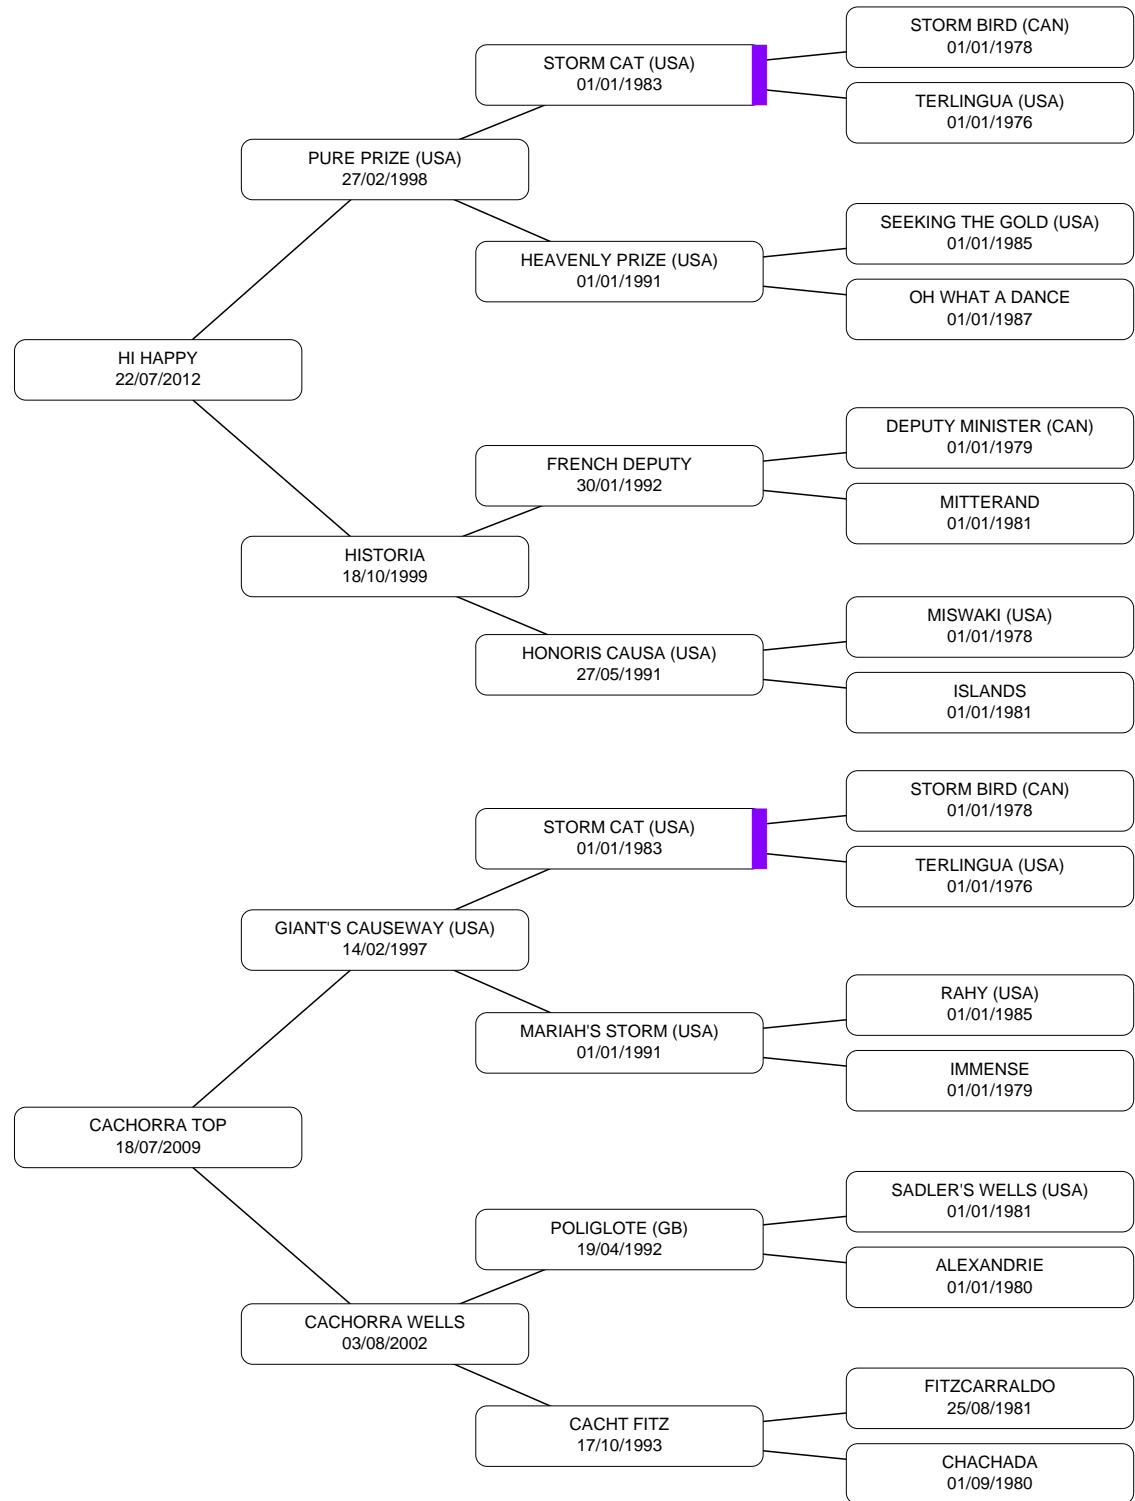 STORM BIRD (CAN)
01/01/1978
STORM CAT (USA)
01/01/1983
TERLINGUA (USA)
01/01/1976
PURE PRIZE (USA)
27/02/1998
SEEKING THE GOLD (USA)
01/01/1985
HEAVENLY PRIZE (USA)
01/01/1991
OH WHAT A DANCE
01/01/1987
HI HAPPY
22/07/2012
DEPUTY MINISTER (CAN)
01/01/1979
FRENCH DEPUTY
30/01/1992
MITTERAND
01/01/1981
HISTORIA
18/10/1999
MISWAKI (USA)
01/01/1978
HONORIS CAUSA (USA)
27/05/1991
ISLANDS
01/01/1981
STORM BIRD (CAN)
01/01/1978
STORM CAT (USA)
01/01/1983
TERLINGUA (USA)
01/01/1976
GIANT'S CAUSEWAY (USA)
14/02/1997
RAHY (USA)
01/01/1985
MARIAH'S STORM (USA)
01/01/1991
IMMENSE
01/01/1979
CACHORRA TOP
18/07/2009
SADLER'S WELLS (USA)
01/01/1981
POLIGLOTE (GB)
19/04/1992
ALEXANDRIE
01/01/1980
CACHORRA WELLS
03/08/2002
FITZCARRALDO
25/08/1981
CACHT FITZ
17/10/1993
CHACHADA
01/09/1980